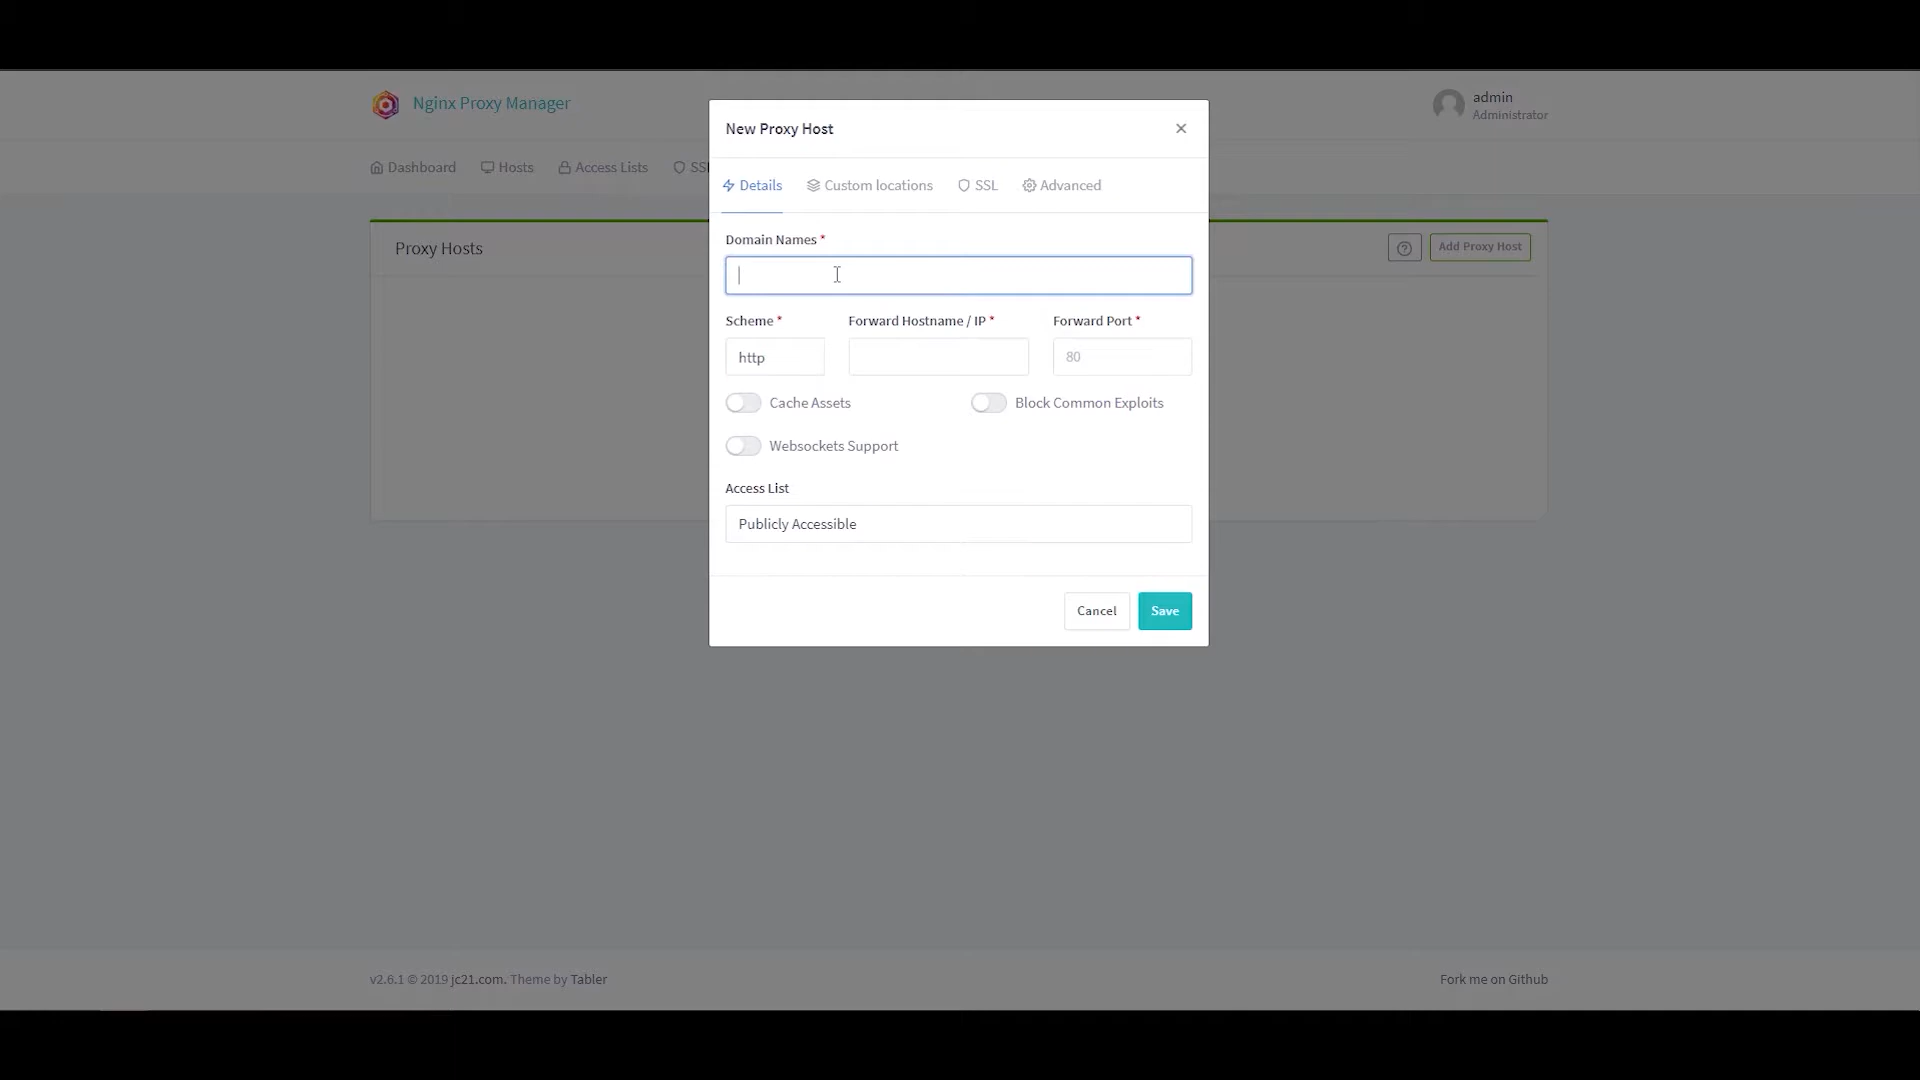 Nginx Proxy Manager
admin
Administrator
Dashboard
Hosts
Access Lists
New Proxy Host
Details
Custom locations
SSL
Advanced
Proxy Hosts
Add Proxy Host
Domain Names *
Scheme *
Forward Hostname / IP *
Forward Port *
http
80
Cache Assets
Block Common Exploits
Websockets Support
Access List
Publicly Accessible
Cancel
Save
v2.6.1 © 2019 jc21.com. Theme by Tabler
Fork me on Github